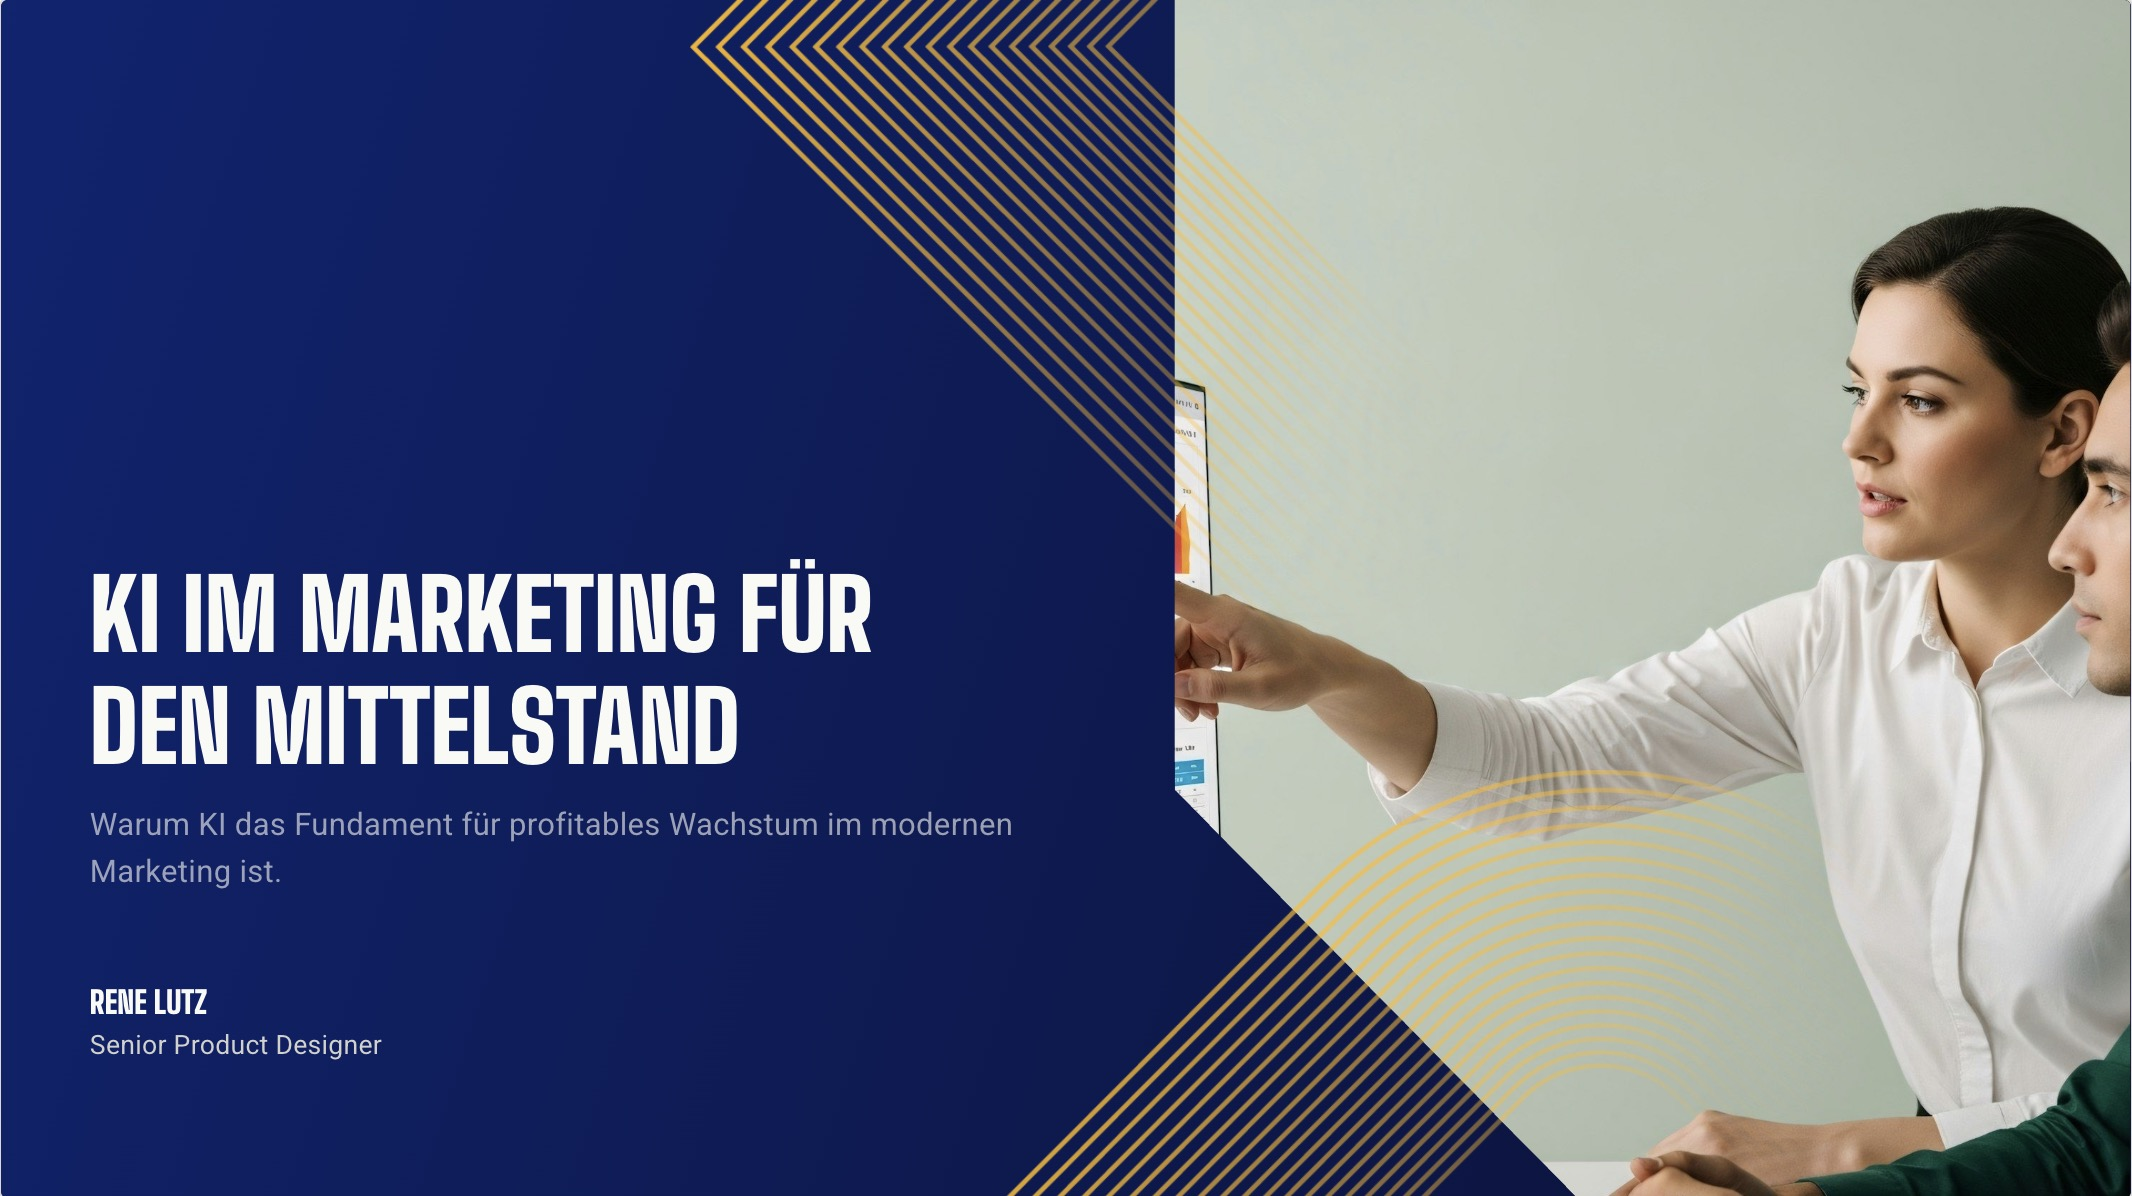 KI IM MARKETING FÜR
DEN MITTELSTAND
Warum KI das Fundament für profitables Wachstum im modernen
Marketing ist.
RENE LUTZ
Senior Product Designer